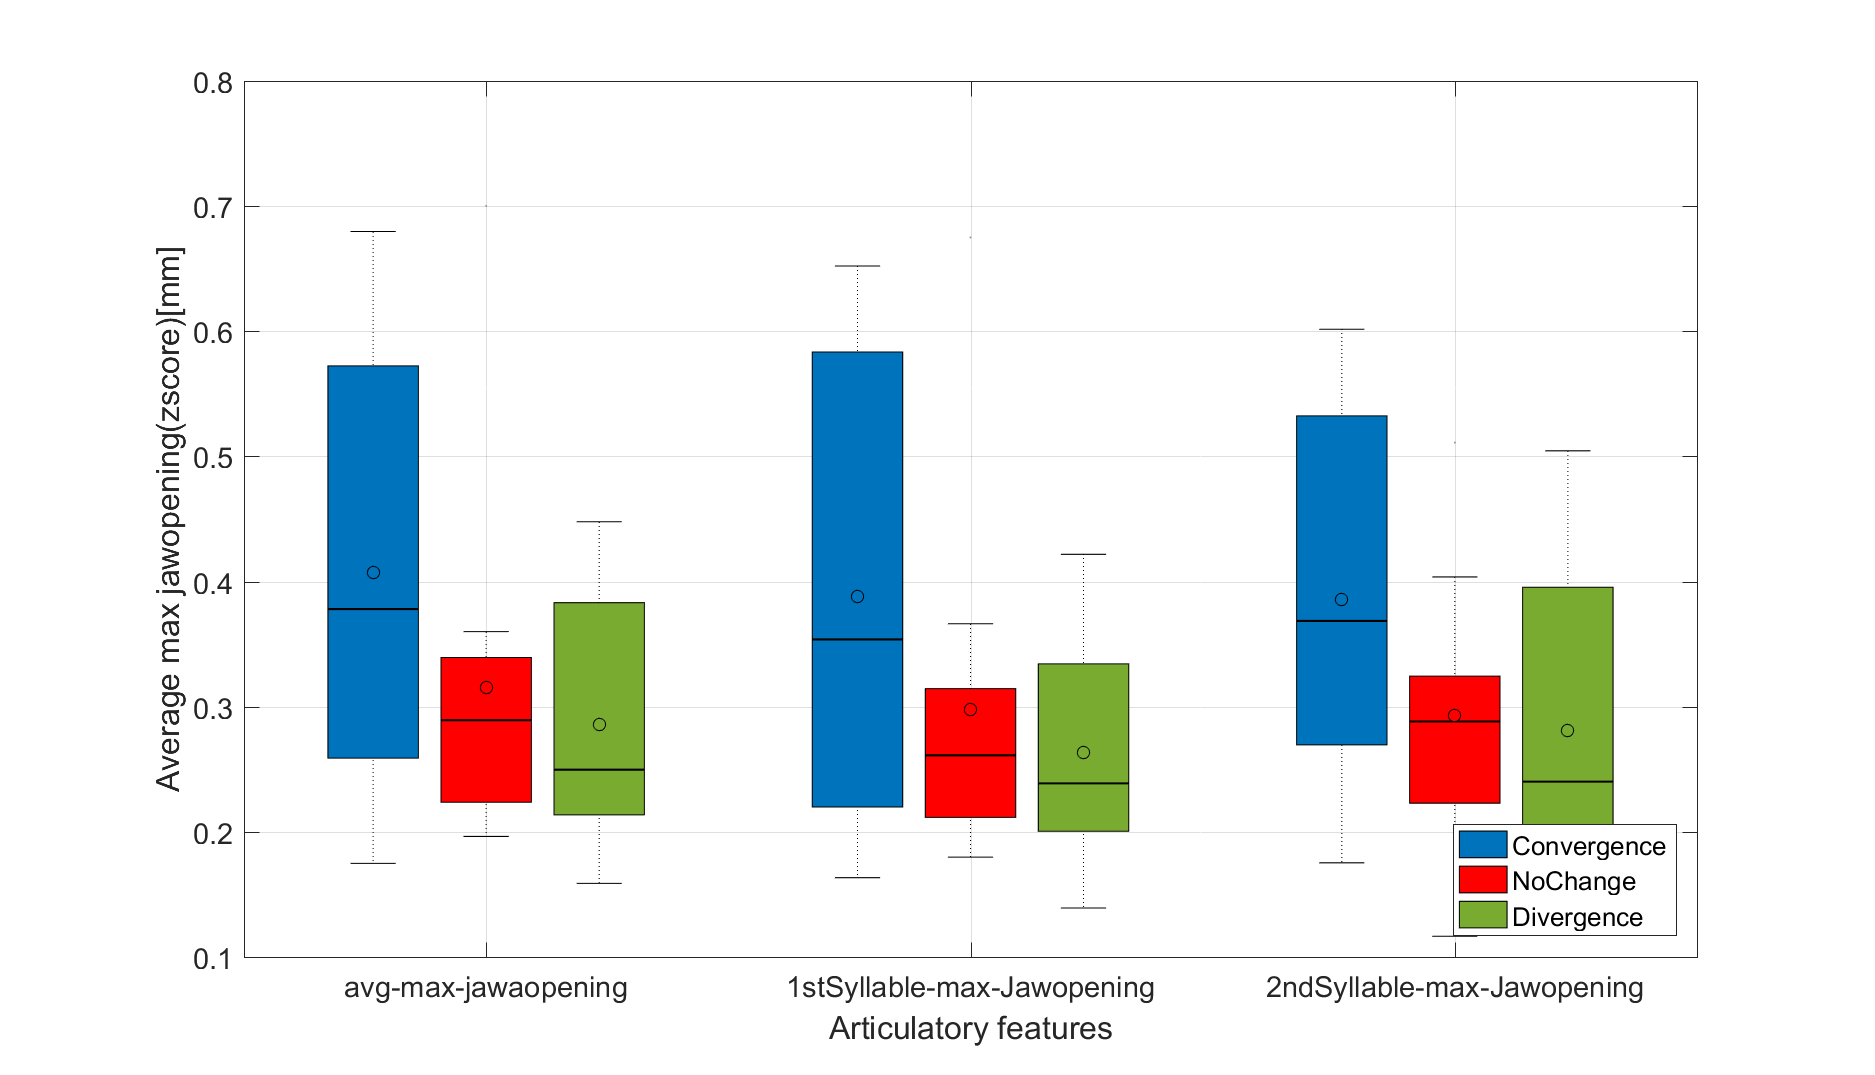 Average max jawopening(zscore)[mm]
0.8
0.7
0.6
0.5
0.4
0.3
0.2
0.1
Convergence
NoChange
Divergence
avg-max-jawaopening
1stSyllable-max-Jawopening
2ndSyllable-max-Jawopening
Articulatory features